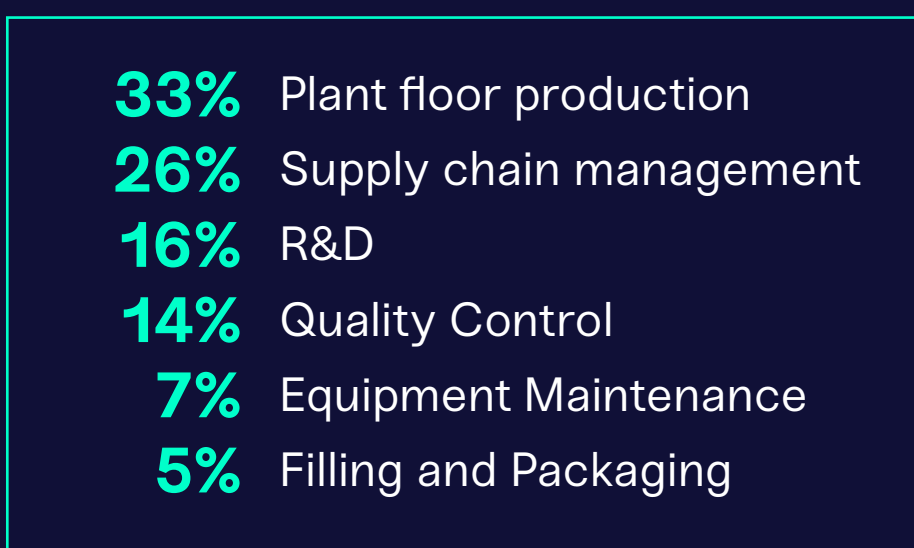 33% Plant floor production
26% Supply chain management
16% R&D
14% Quality Control
7% Equipment Maintenance
5% Filling and Packaging